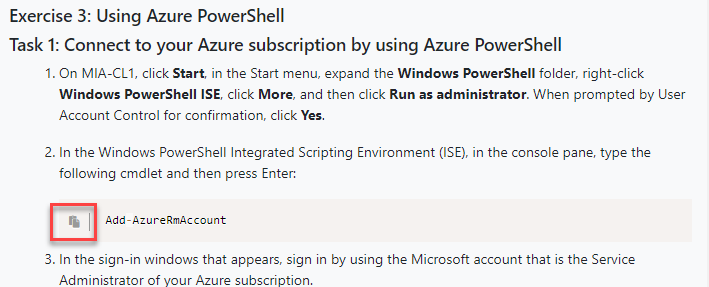 Exercise 3: Using Azure PowerShell
Task 1: Connect to your Azure subscription by using Azure PowerShell
1. On MIA-CL1, click Start, in the Start menu, expand the Windows PowerShell folder, right-click
Windows PowerShell ISE, click More, and then click Run as administrator. When prompted by User
Account Control for confirmation, click Yes.
2. In the Windows PowerShell Integrated Scripting Environment (ISE), in the console pane, type the
following cmdlet and then press Enter:
Add-AzureRmAccount
3. In the sign-in windows that appears, sign in by using the Microsoft account that is the Service
Administrator of your Azure subscription.